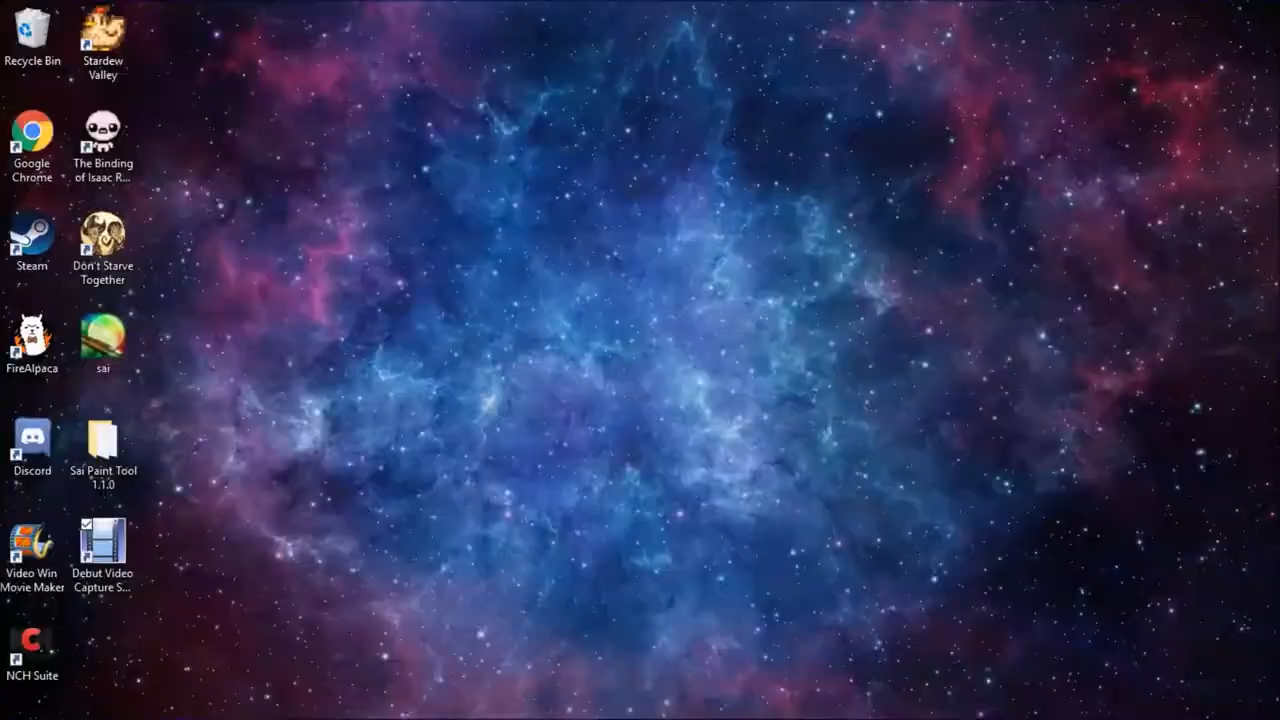 Recycle Bin
Stardew
Valley
Google
Chrome
The Binding
of Isaac R...
Steam
Don't Starve
Together
FireAlpaca
sai
Discord
Sai Paint Tool
1.1.0
Video Win
Movie Maker
Debut Video
Capture S...
NCH Suite